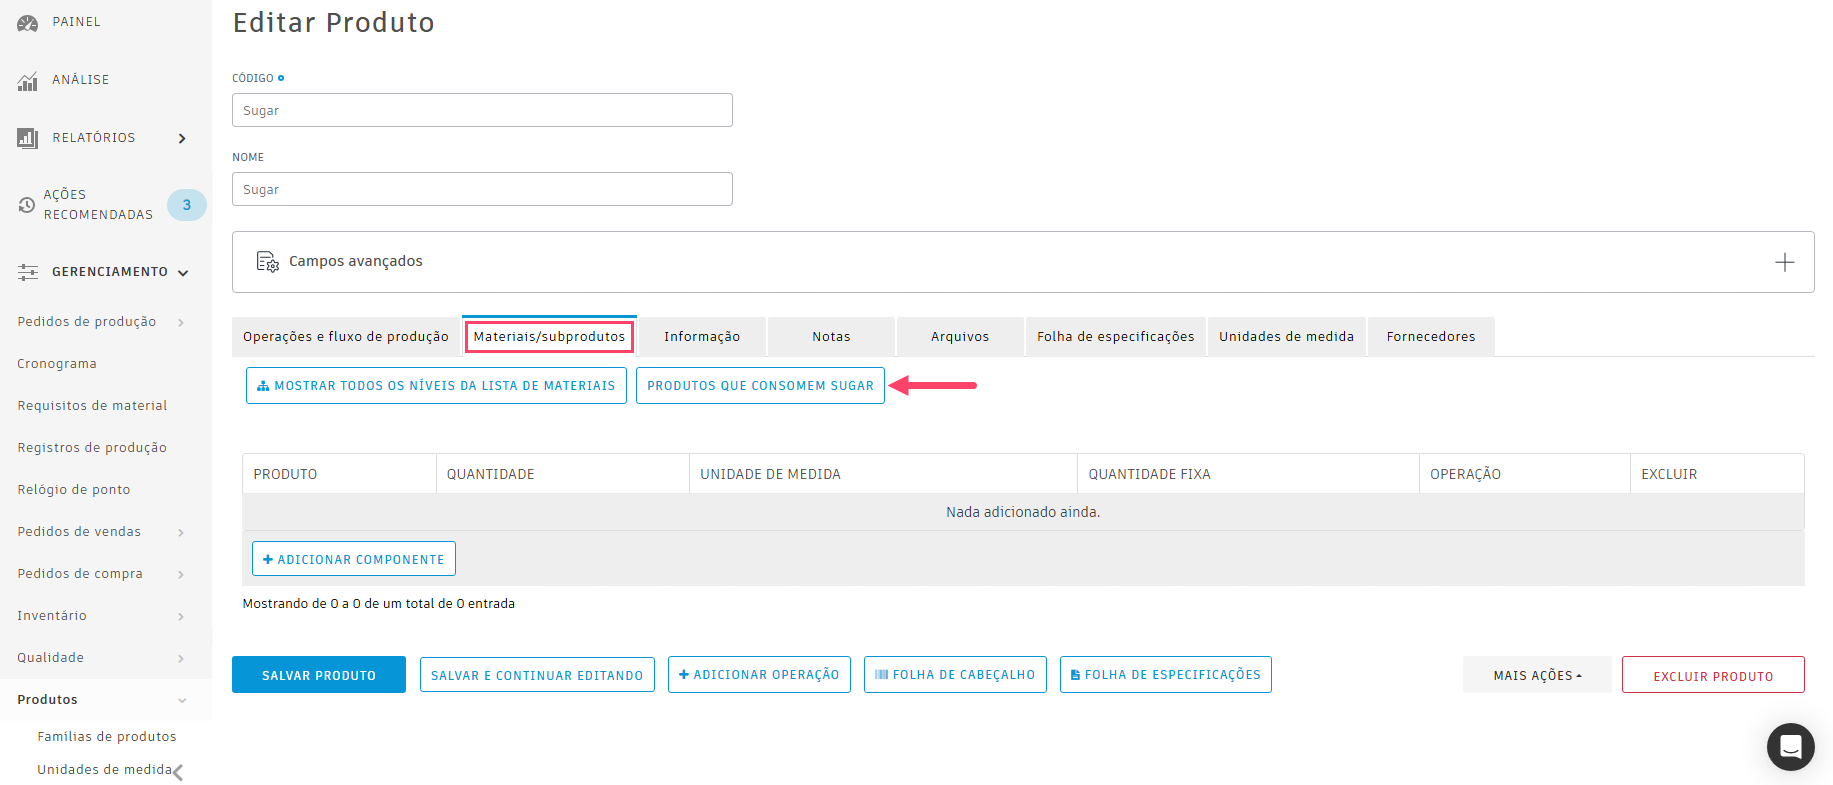 PAINEL
ANÁLISE
RELATÓRIOS
AÇÕES
RECOMENDADAS
3
GERENCIAMENTO
Pedidos de produção
Cronograma
Requisitos de material
Registros de produção
Relógio de ponto
Pedidos de vendas
Pedidos de compra
Inventário
Qualidade
Produtos
Famílias de produtos
Unidades de medida
Editar Produto
CÓDIGO
Sugar
NOME
Sugar
Campos avançados
Operações e fluxo de produção
Materiais/subprodutos
Informação
Notas
Arquivos
Folha de especificações
Unidades de medida
Fornecedores
MOSTRAR TODOS OS NÍVEIS DA LISTA DE MATERIAIS
PRODUTOS QUE CONSOMEM SUGAR
PRODUTO
QUANTIDADE
UNIDADE DE MEDIDA
QUANTIDADE FIXA
OPERAÇÃO
EXCLUIR
Nada adicionado ainda.
+ ADICIONAR COMPONENTE
Mostrando de 0 a 0 de um total de 0 entrada
SALVAR PRODUTO
SALVAR E CONTINUAR EDITANDO
+ ADICIONAR OPERAÇÃO
FOLHA DE CABEÇALHO
FOLHA DE ESPECIFICAÇÕES
MAIS AÇÕES
EXCLUIR PRODUTO